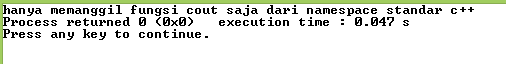 hanya memanggil fungsi cout saja dari namespace standar c++
Process returned 0 (0x0)   execution time : 0.047 s
Press any key to continue.